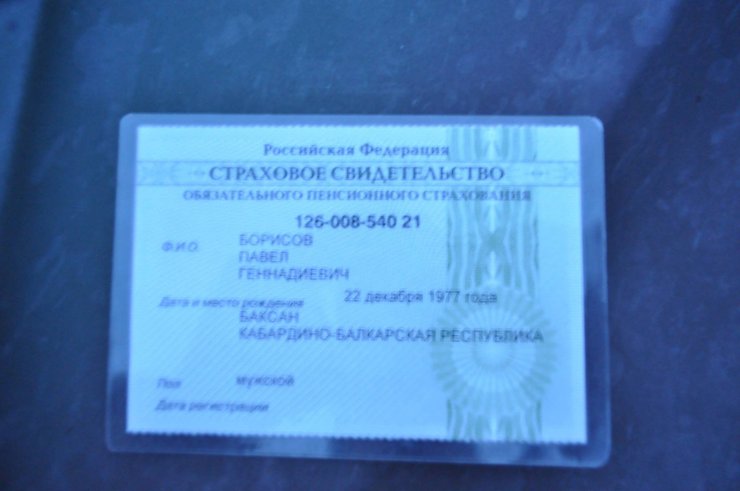 Российская Федерация
СТРАХОВОЕ СВИДЕТЕЛЬСТВО
ОБЯЗАТЕЛЬНОГО ПЕНСИОННОГО СТРАХОВАНИЯ
126-008-540 21
Ф.И.О. БОРИСОВ
ПАВЕЛ
ГЕННАДИЕВИЧ
Дата и место рождения 22 декабря 1977 года
БАКСАН
КАБАРДИНО-БАЛКАРСКАЯ РЕСПУБЛИКА
Пол мужской
Дата регистрации